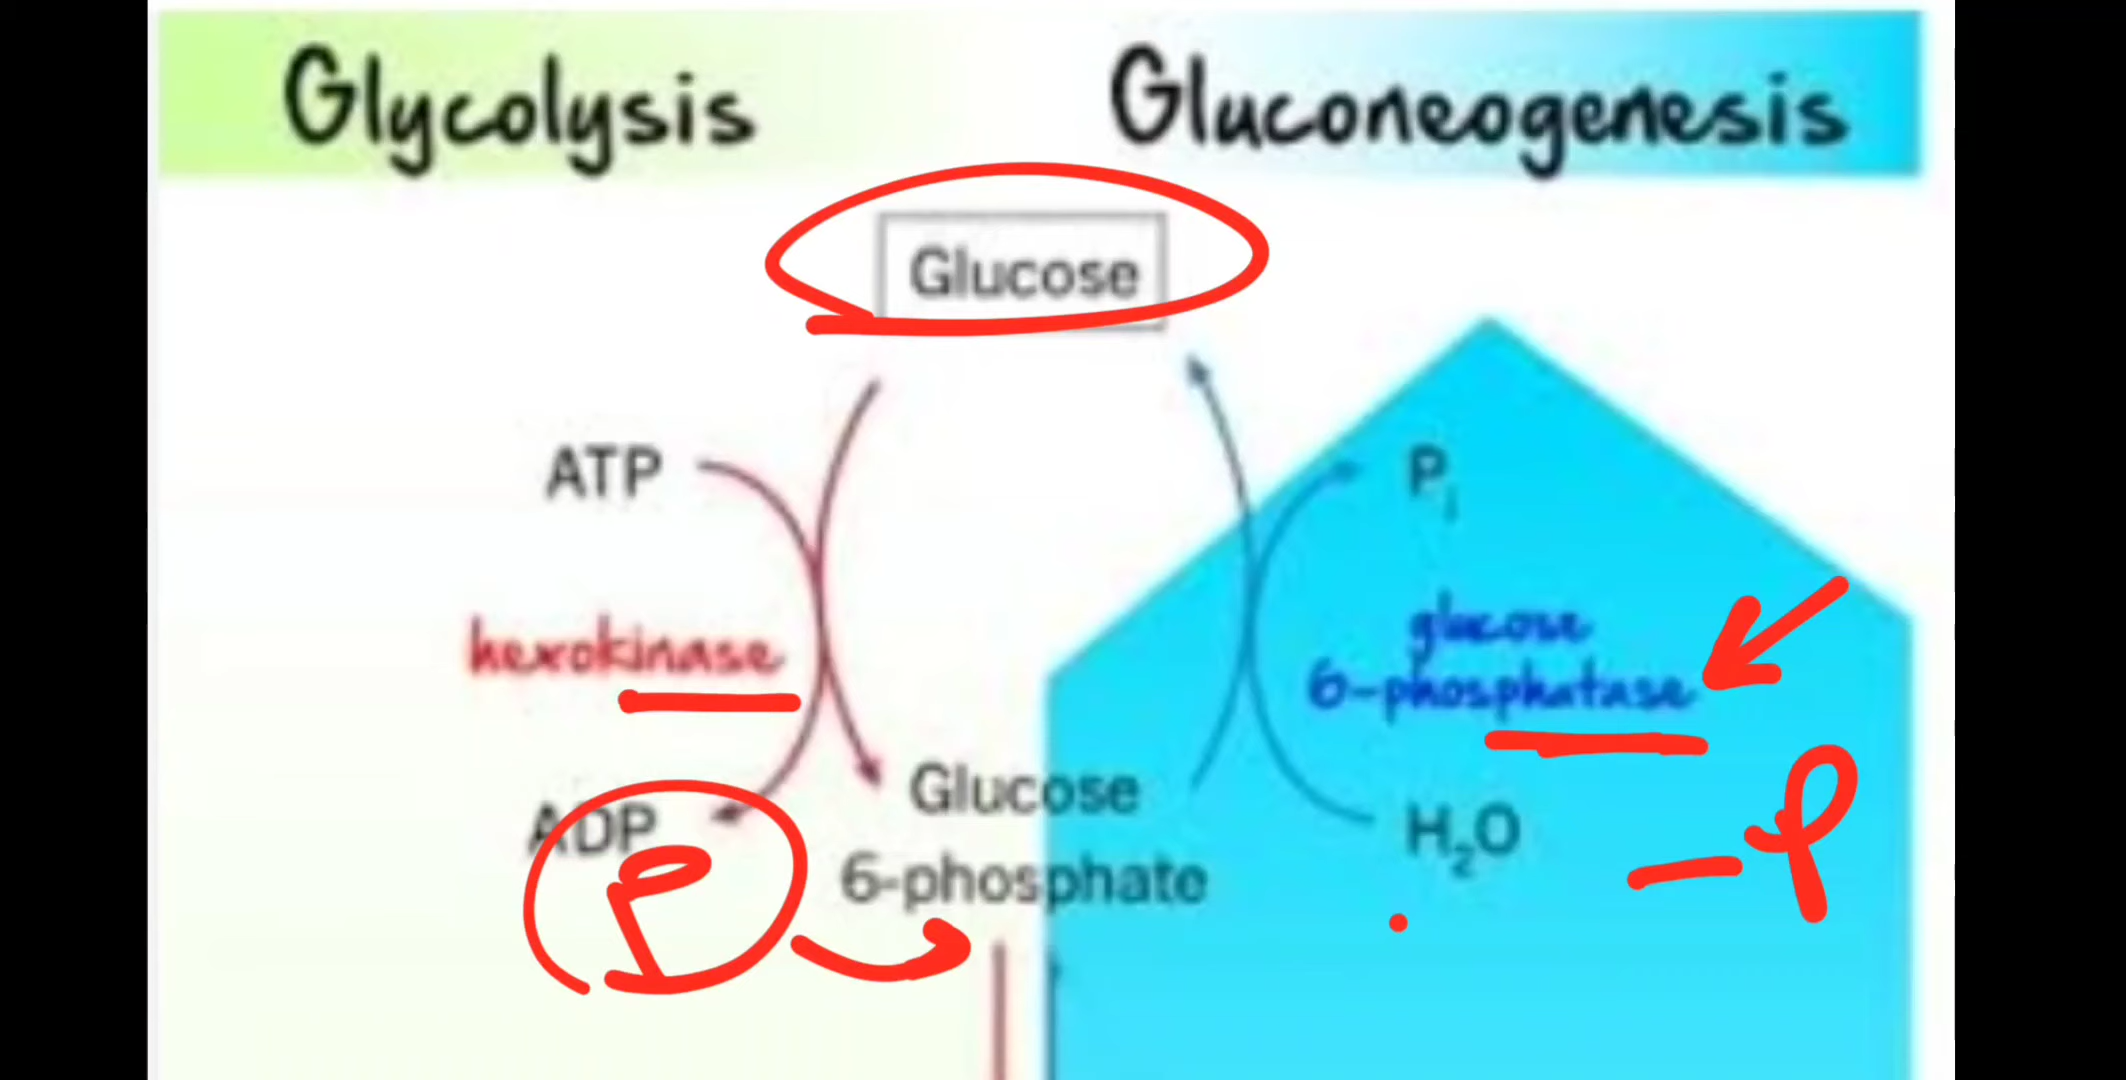 Glycolysis
Gluconeogenesis
Glucose
ATP
Pi
hexokinase
glucose
6-phosphatase
ADP
P
Glucose
6-phosphate
H₂O
-P